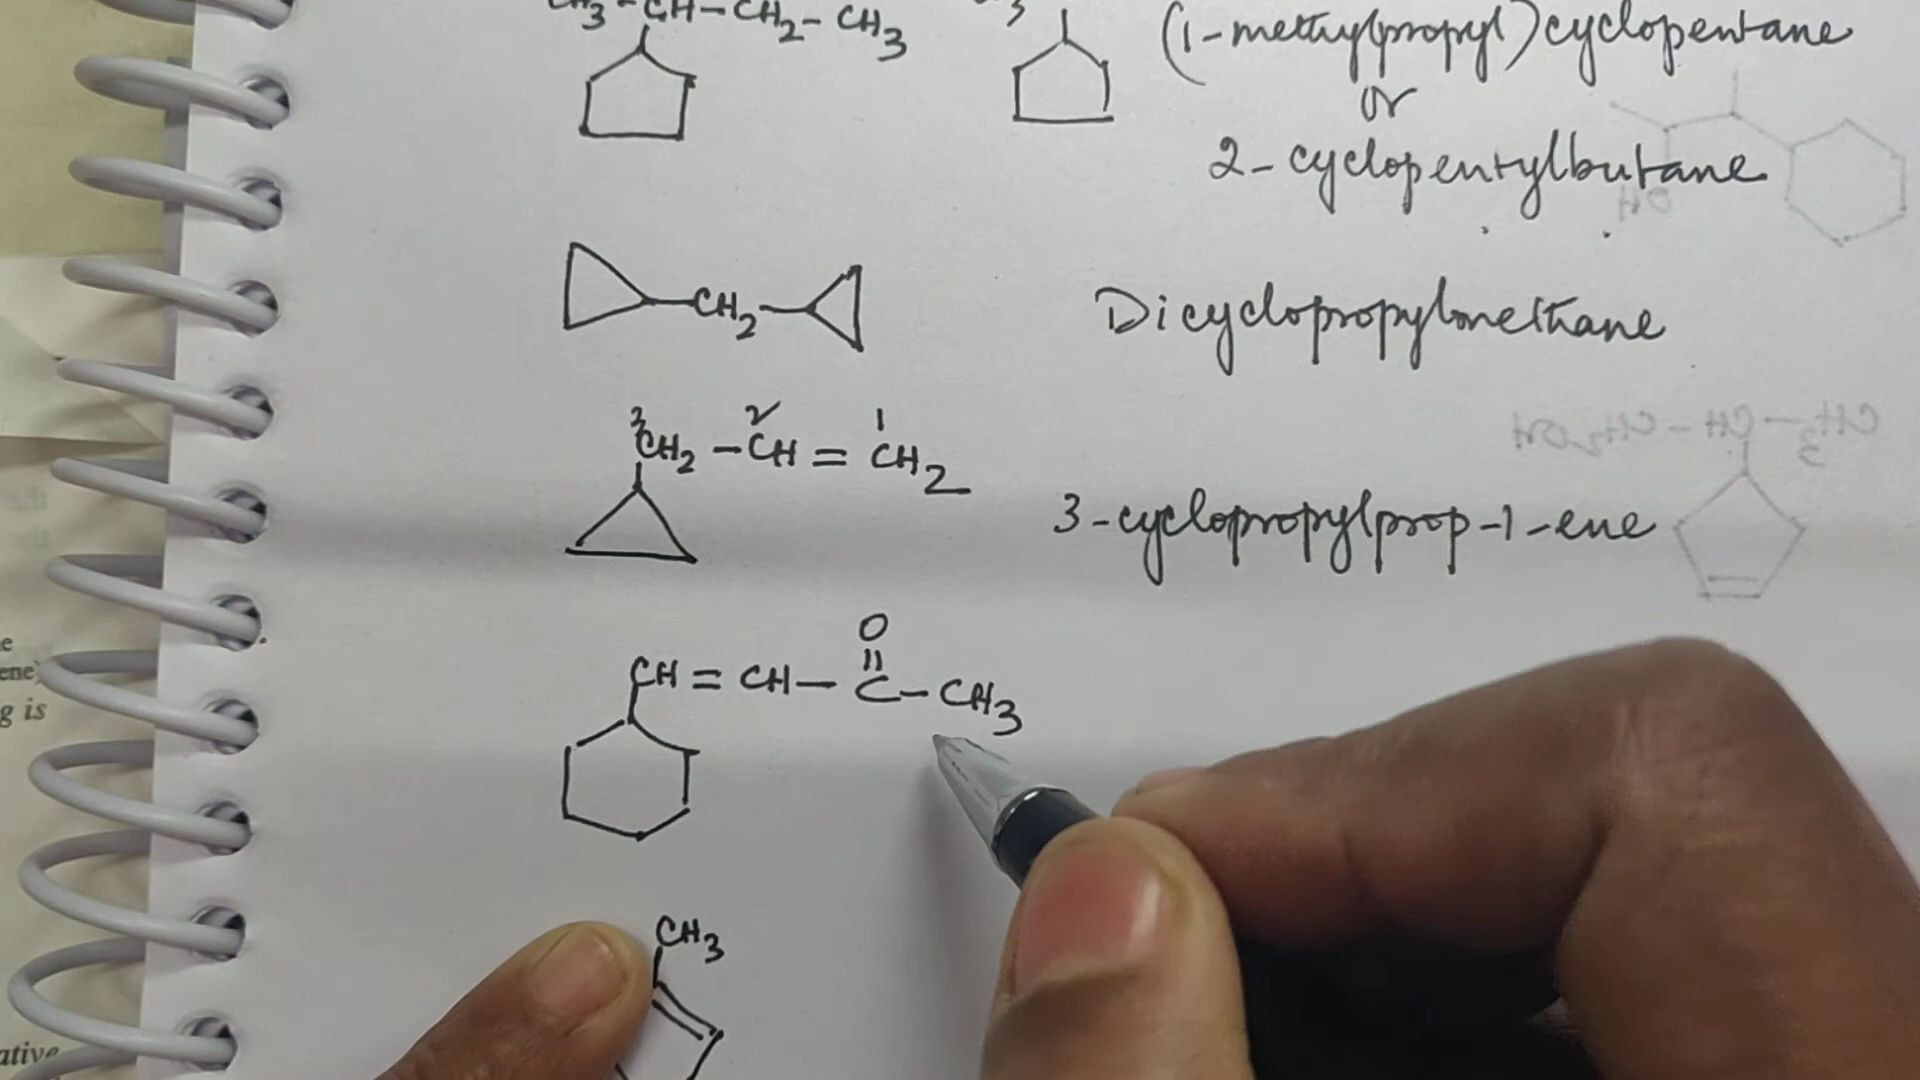 CH3-CH-CH2-CH3
(1-methylpropyl)cyclopentane
or
2-cyclopentylbutane
CH2
Dicyclopropylmethane
3 2 1
CH2-CH=CH2
3-cyclopropylprop-1-ene
O
CH=CH-C-CH3
CH3
ene)
g is
ative